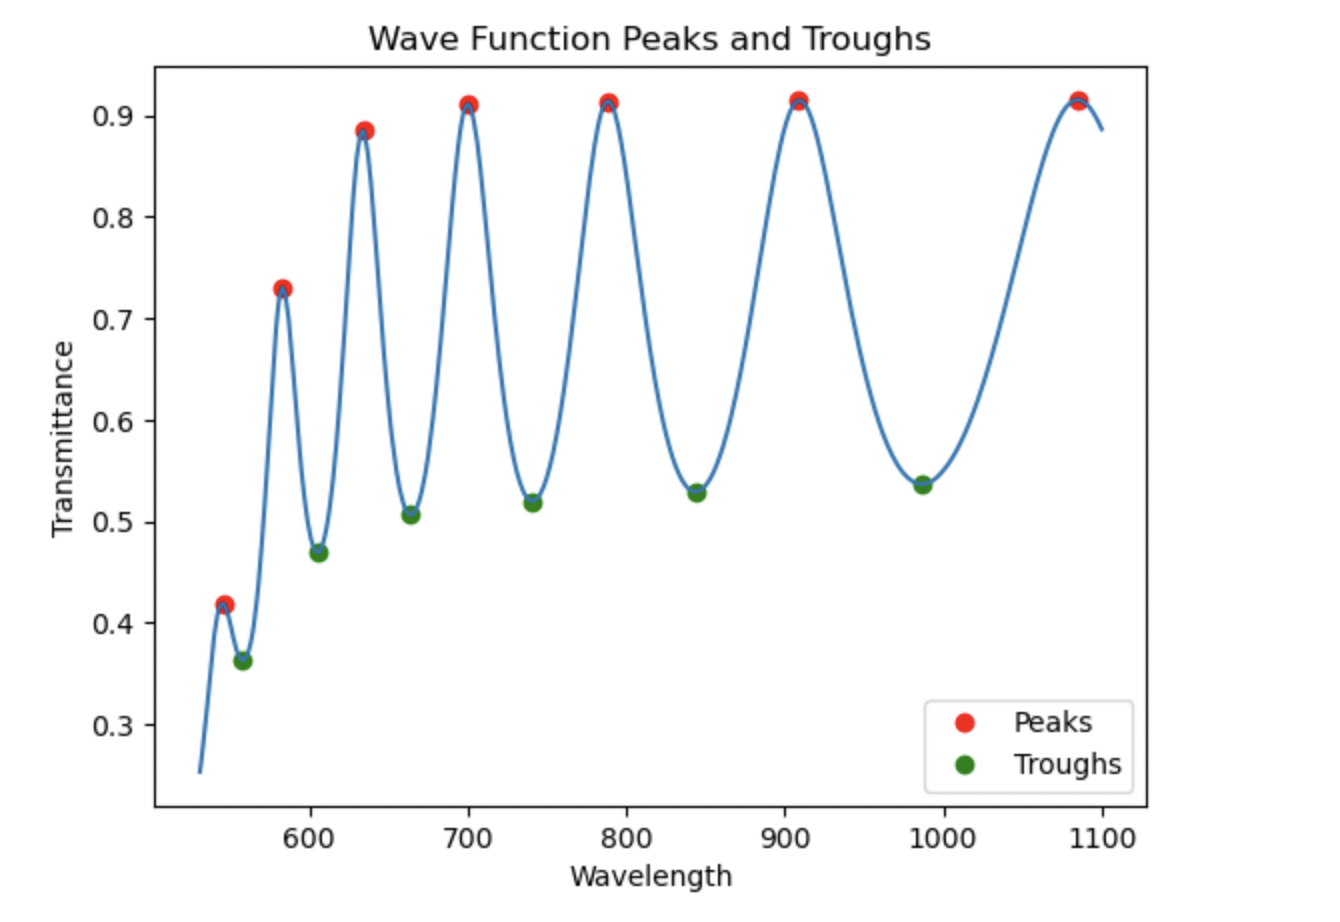 Wave Function Peaks and Troughs
0.9
0.8
0.7
0.6
0.5
0.4
0.3
Transmittance
Peaks
Troughs
600 700 800 900 1000 1100
Wavelength